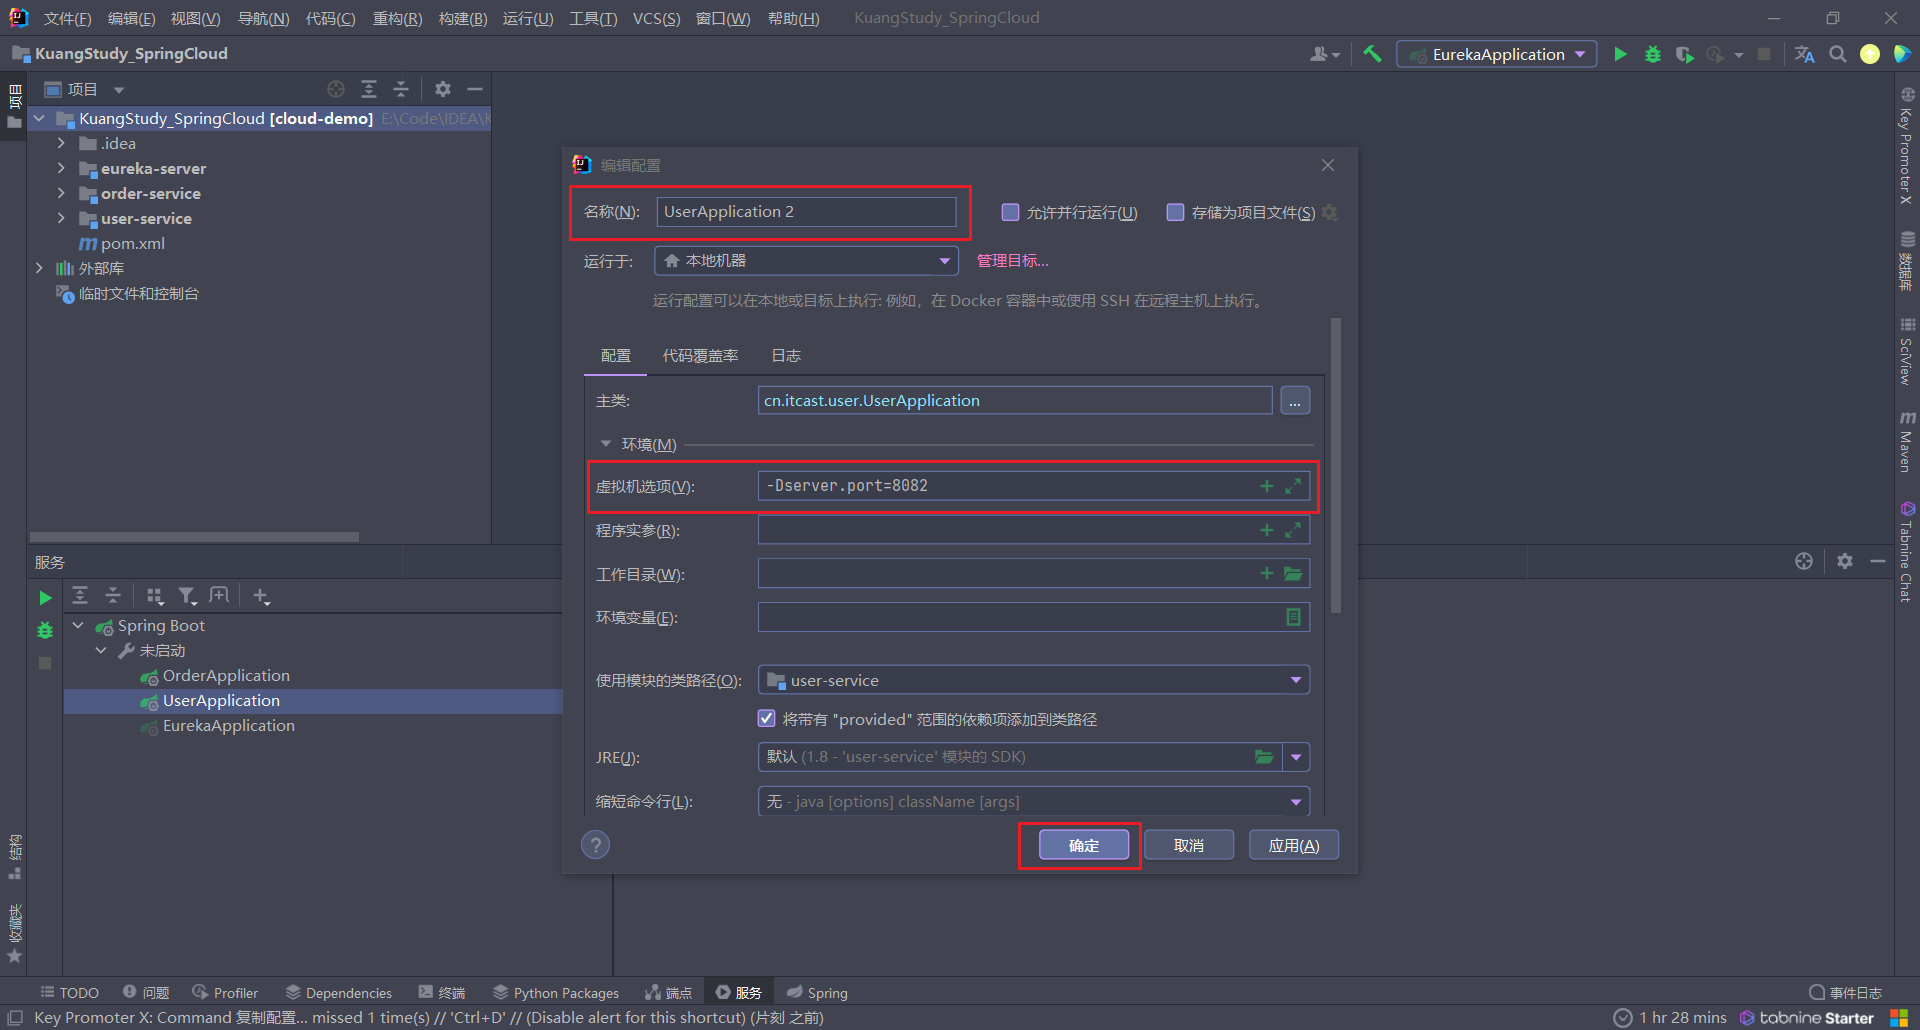 文件(F) 编辑(E) 视图(V) 导航(N) 代码(C) 重构(R) 构建(B) 运行(U) 工具(T) VCS(S) 窗口(W) 帮助(H) KuangStudy_SpringCloud
KuangStudy_SpringCloud
EurekaApplication
项目
项目
KuangStudy_SpringCloud [cloud-demo] E:\Code\IDEA\K
.idea
eureka-server
order-service
user-service
pom.xml
外部库
临时文件和控制台
编辑配置
名称(N): UserApplication 2
允许并行运行(U)
存储为项目文件(S)
运行于: 本地机器
管理目标...
运行配置可以在本地或目标上执行: 例如，在 Docker 容器中或使用 SSH 在远程主机上执行。
配置 代码覆盖率 日志
主类: cn.itcast.user.UserApplication
...
环境(M)
虚拟机选项(V): -Dserver.port=8082
程序实参(R):
工作目录(W):
环境变量(E):
使用模块的类路径(O): user-service
将带有 "provided" 范围的依赖项添加到类路径
JRE(J): 默认 (1.8 - 'user-service' 模块的 SDK)
缩短命令行(L): 无 - java [options] className [args]
?
确定 取消 应用(A)
服务
Spring Boot
未启动
OrderApplication
UserApplication
EurekaApplication
结构
收藏夹
Key Promoter X
数据库
SciView
Maven
Tabnine Chat
TODO 问题 Profiler Dependencies 终端 Python Packages 端点 服务 Spring 事件日志
Key Promoter X: Command 复制配置... missed 1 time(s) // 'Ctrl+D' // (Disable alert for this shortcut) (片刻 之前) 1 hr 28 mins tabnine Starter